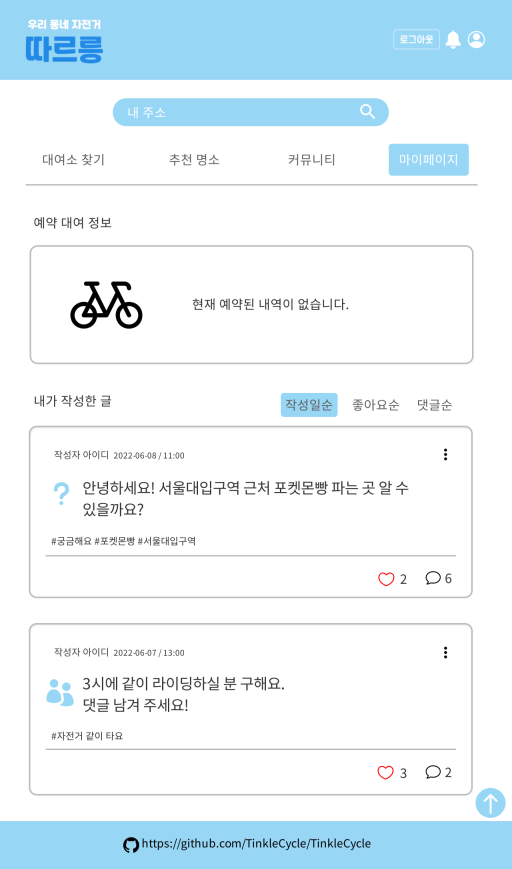 우리 동네 자전거
따르릉
로그아웃
내 주소
대여소 찾기
추천 명소
커뮤니티
마이페이지
예약 대여 정보
현재 예약된 내역이 없습니다.
내가 작성한 글
작성일순
좋아요순
댓글순
작성자 아이디 2022-06-08 / 11:00
안녕하세요! 서울대입구역 근처 포켓몬빵 파는 곳 알 수
있을까요?
#궁금해요 #포켓몬빵 #서울대입구역
2
6
작성자 아이디 2022-06-07 / 13:00
3시에 같이 라이딩하실 분 구해요.
댓글 남겨 주세요!
#자전거 같이 타요
3
2
https://github.com/TinkleCycle/TinkleCycle